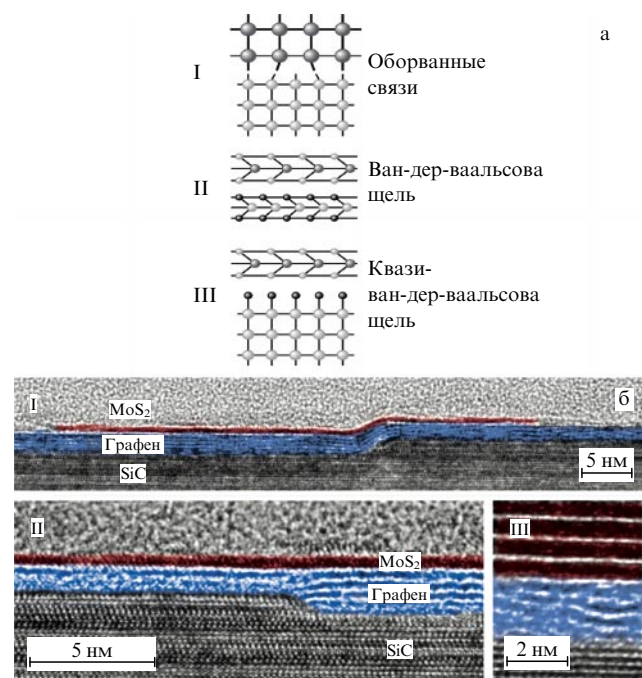 а
I
Оборванные
связи
II
Ван-дер-ваальсова
щель
III
Квази-
ван-дер-ваальсова
щель
I
б
MoS2
Графен
SiC
5 нм
II
MoS2
Графен
SiC
5 нм
III
2 нм